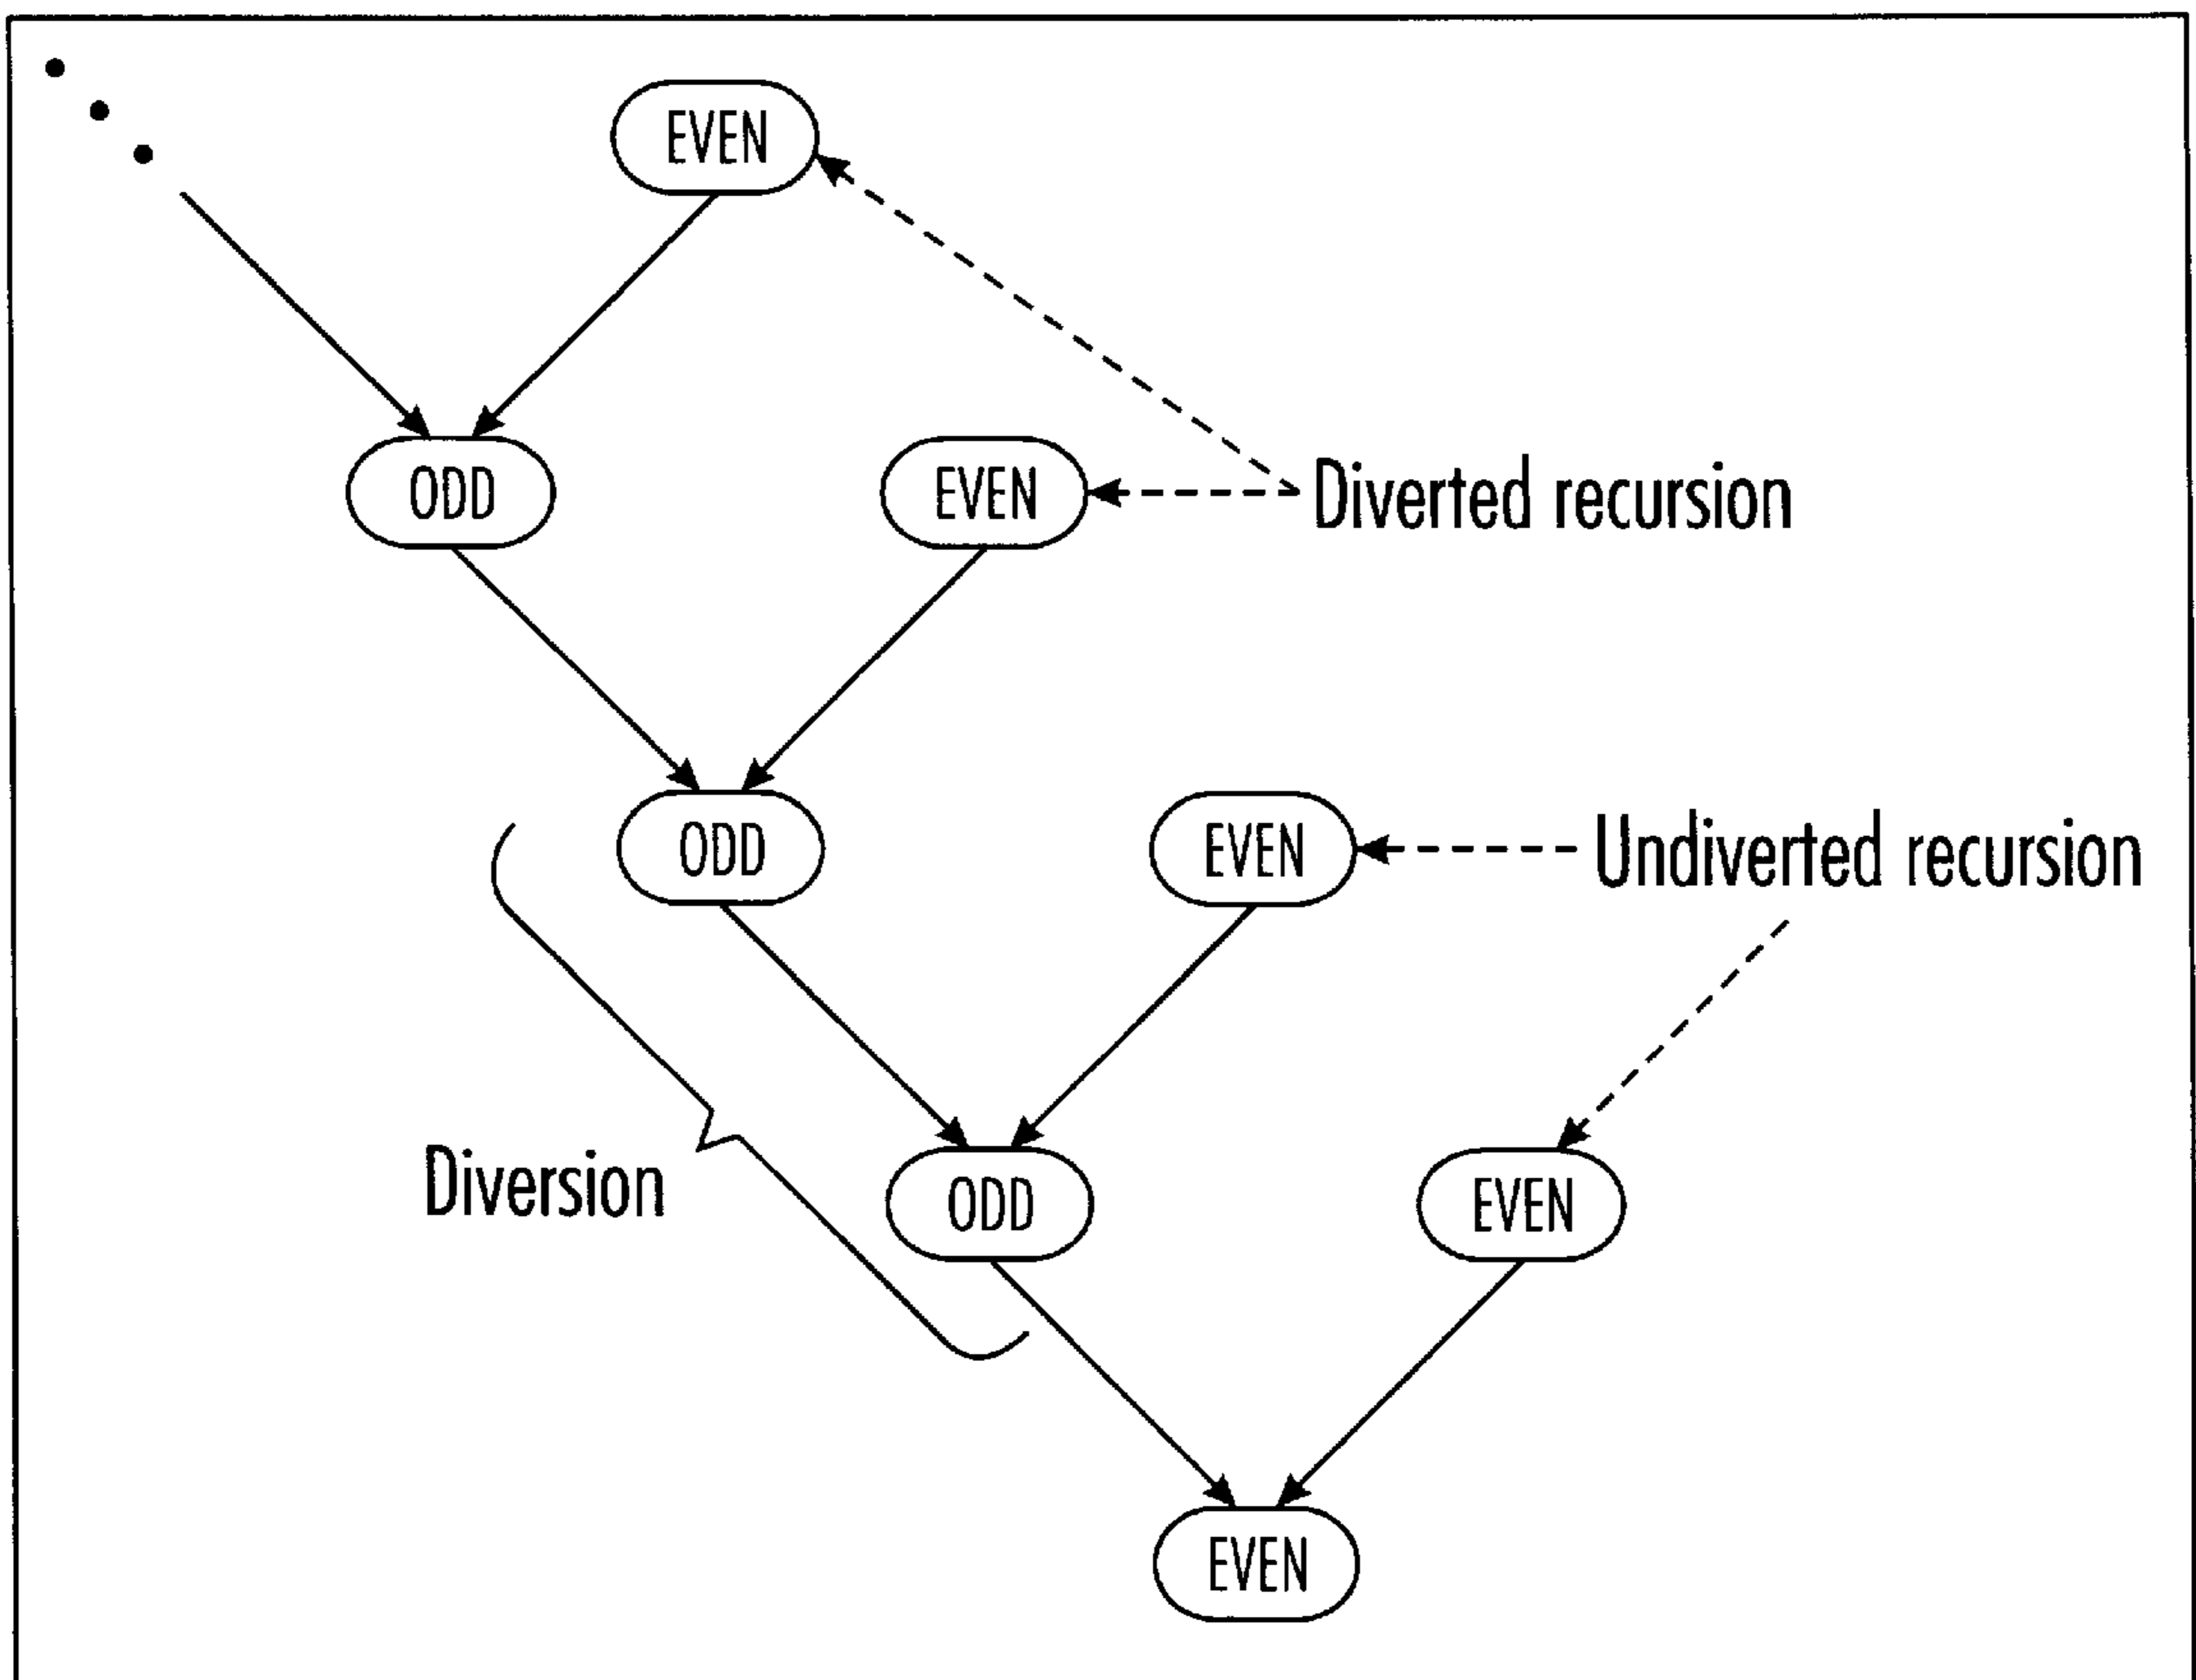 EVEN
ODD
EVEN
Diverted recursion
ODD
EVEN
Undiverted recursion
Diversion
ODD
EVEN
EVEN